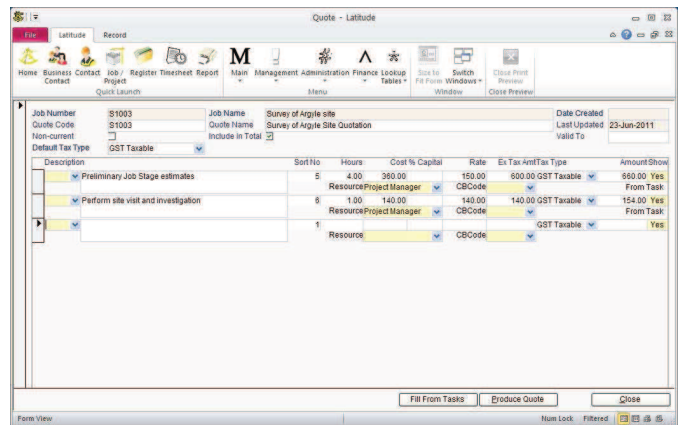 Quote - Latitude
File Latitude Record
Home Business Contact Contact Job / Project Register Timesheet Report Main Management Administration Finance Lookup Tables Size to Fit Form Switch Windows Close Print Preview
Quick Launch Menu Window Close Preview
Job Number S1003 Job Name Survey of Argyle site Date Created
Quote Code S1003 Quote Name Survey of Argyle Site Quotation Last Updated 23-Jun-2011
Non-current Include In Total Valid To
Default Tax Type GST Taxable
Description Sort No Hours Cost % Capital Rate Ex Tax Amt Tax Type Amount Show
Preliminary Job Stage estimates 5 4.00 360.00 150.00 600.00 GST Taxable 660.00 Yes
Resource Project Manager CBCode From Task
Perform site visit and investigation 6 1.00 140.00 140.00 140.00 GST Taxable 154.00 Yes
Resource Project Manager CBCode From Task
1 GST Taxable Yes
Resource CBCode
Fill From Tasks Produce Quote Close
Form View Num Lock Filtered